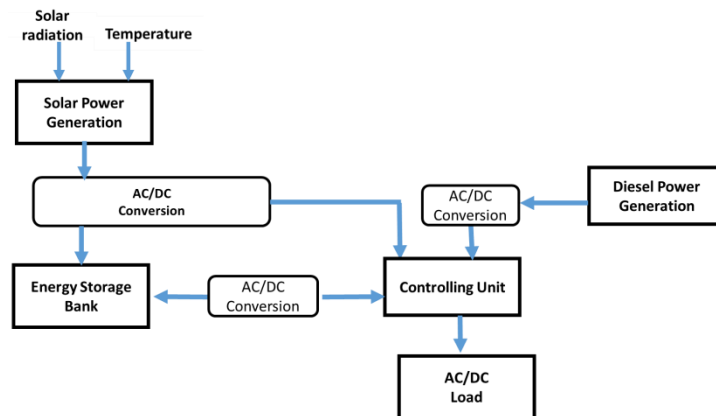 Solar
radiation
Temperature
Solar Power
Generation
AC/DC
Conversion
AC/DC
Conversion
Diesel Power
Generation
Energy Storage
Bank
AC/DC
Conversion
Controlling Unit
AC/DC
Load